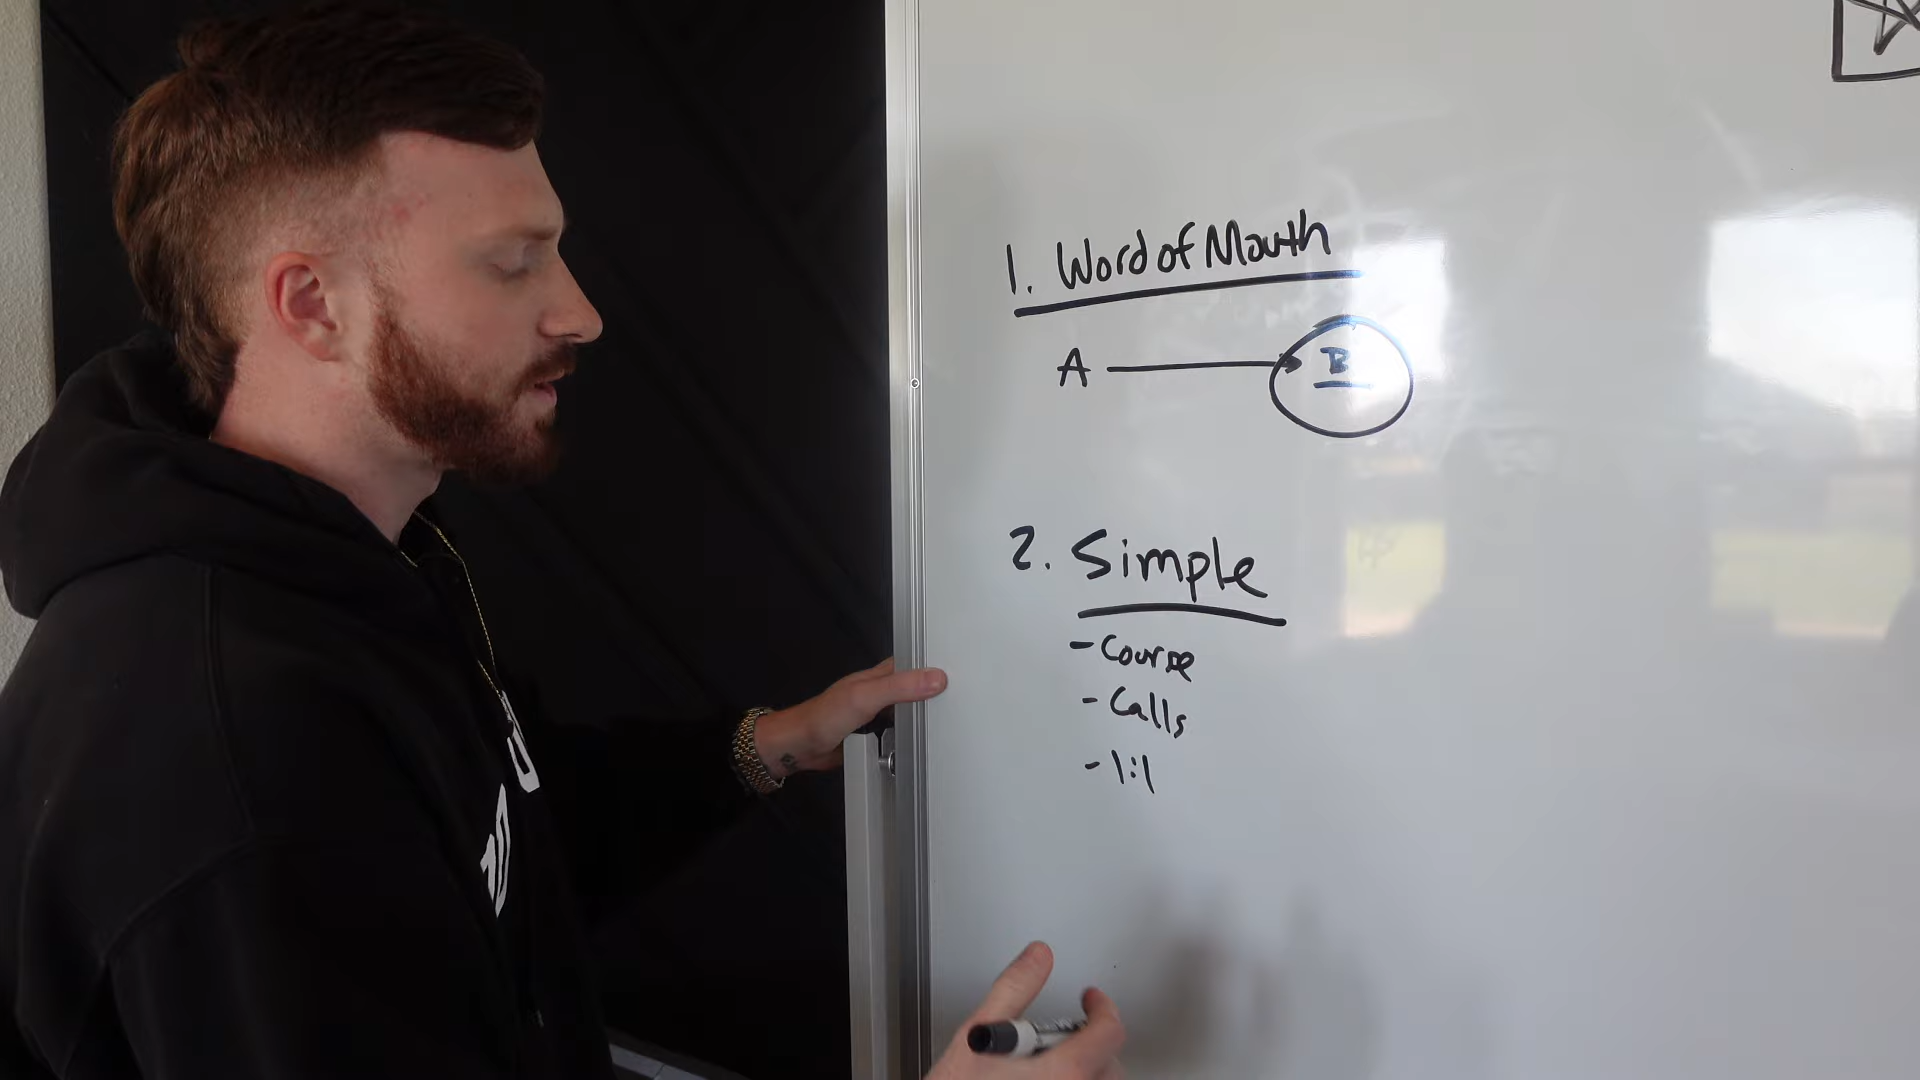 1. Word of Mouth
A B
2. Simple
- Course
- Calls
- 1:1